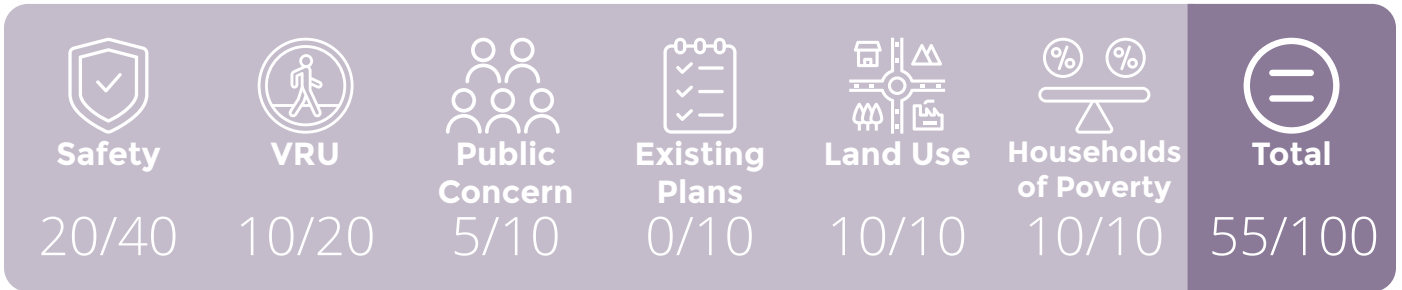 Safety
20/40
VRU
10/20
Public
Concern
5/10
Existing
Plans
0/10
Land Use
10/10
% %
Households
of Poverty
10/10
Total
55/100